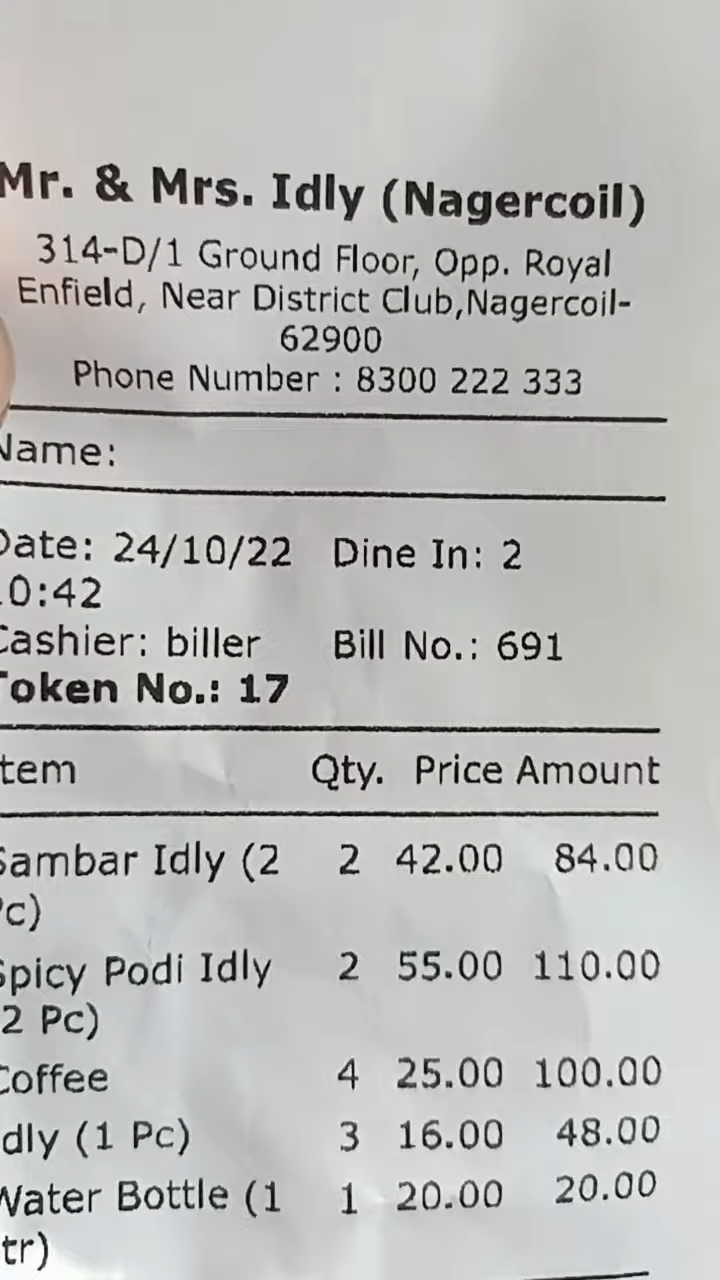 Mr. & Mrs. Idly (Nagercoil)
314-D/1 Ground Floor, Opp. Royal
Enfield, Near District Club,Nagercoil-
62900
Phone Number : 8300 222 333
Name:
Date: 24/10/22 Dine In: 2
0:42
Cashier: biller Bill No.: 691
Token No.: 17
tem Qty. Price Amount
Sambar Idly (2 2 42.00 84.00
Pc)
Spicy Podi Idly 2 55.00 110.00
2 Pc)
Coffee 4 25.00 100.00
dly (1 Pc) 3 16.00 48.00
Water Bottle (1 1 20.00 20.00
tr)